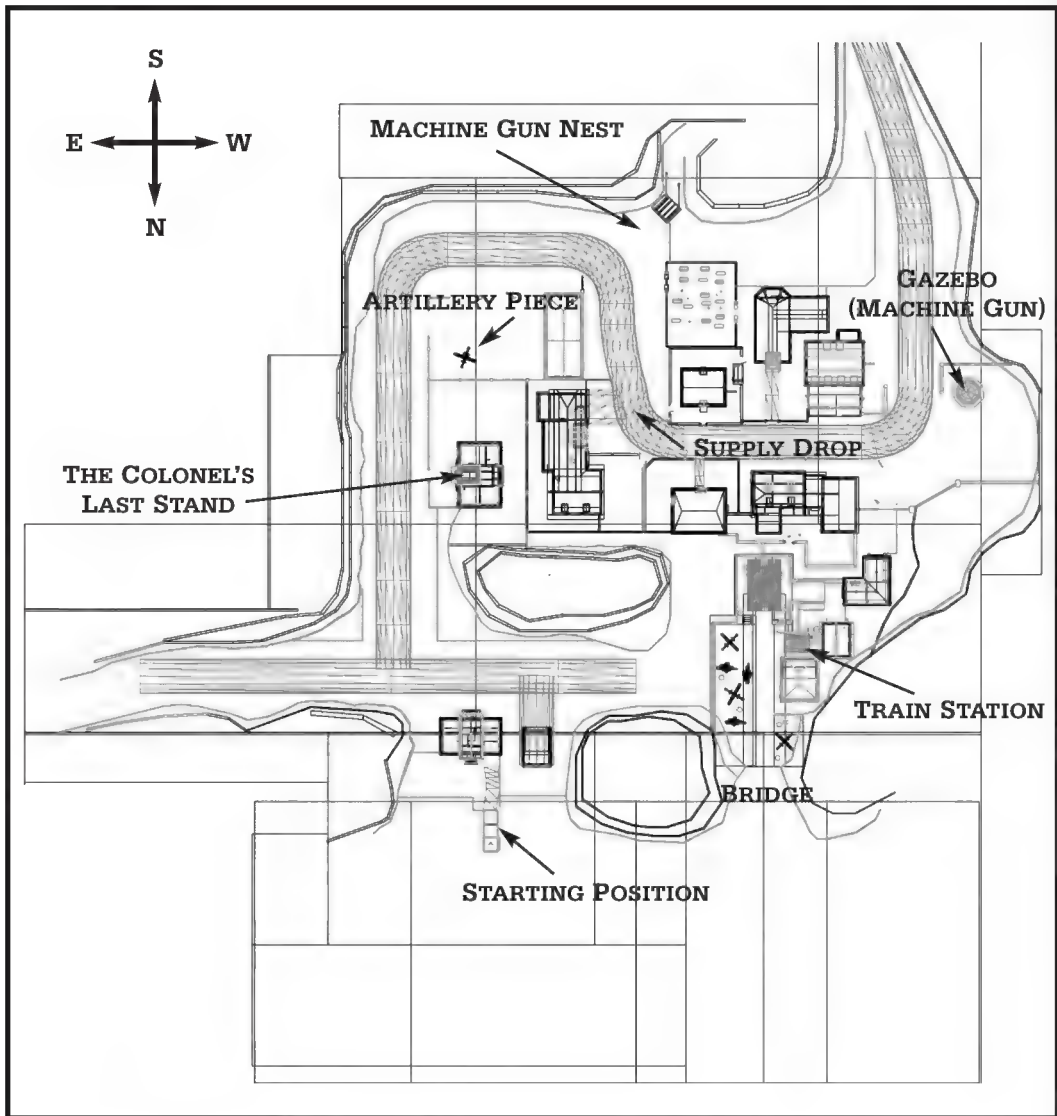 S
E
W
N
MACHINE GUN NEST
GAZEBO
(MACHINE GUN)
ARTILLERY PIECE
SUPPLY DROP
THE COLONEL'S
LAST STAND
TRAIN STATION
BRIDGE
STARTING POSITION